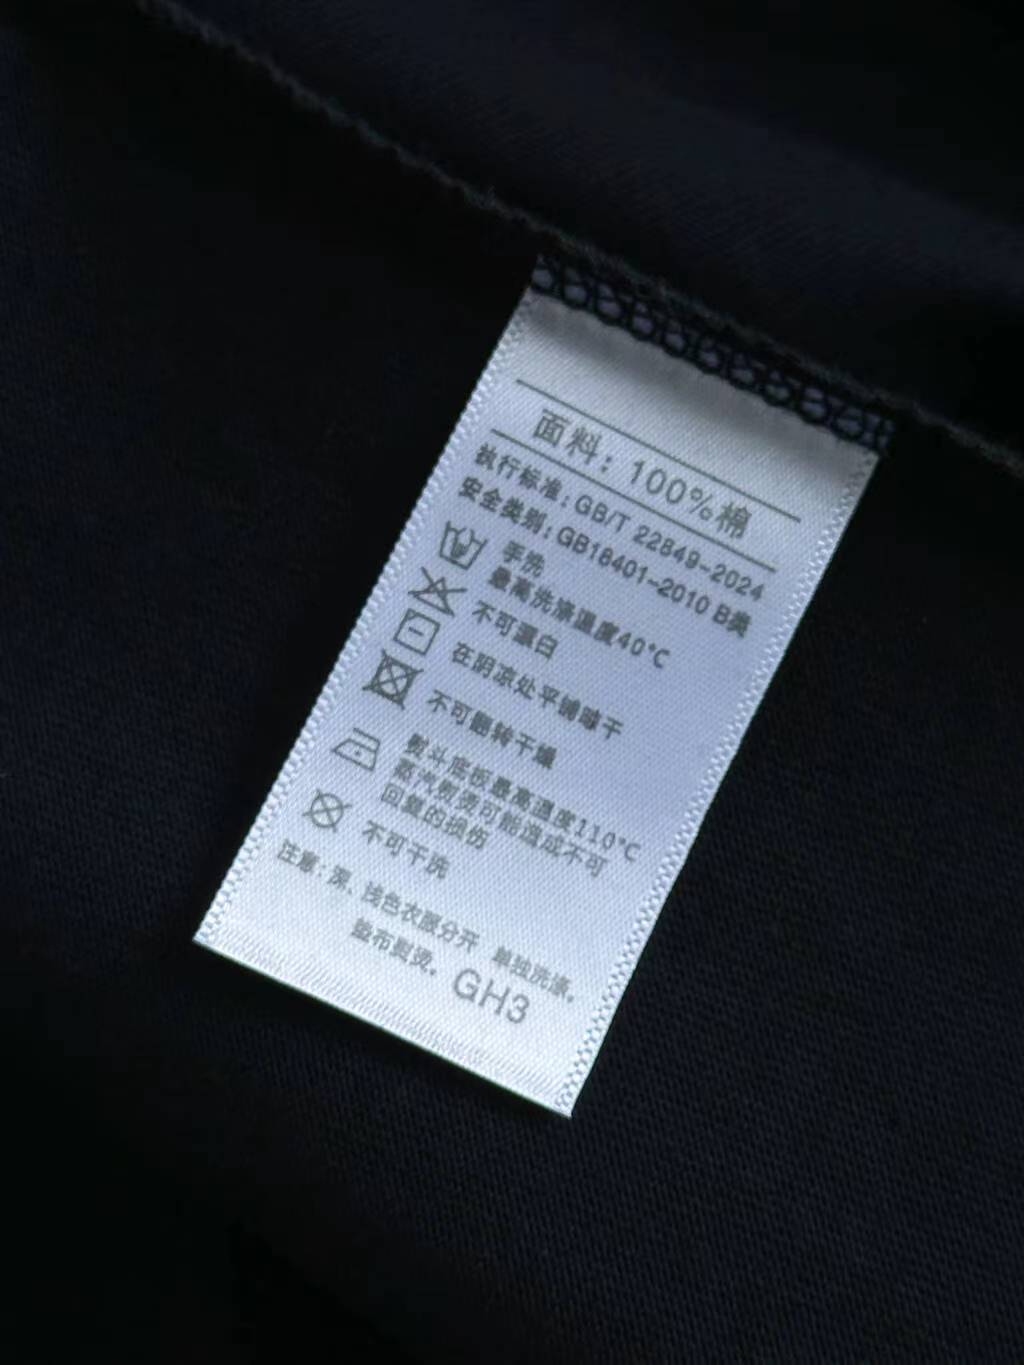 面料：100%棉
执行标准：GB/T 22849-2024
安全类别：GB18401-2010 B类
手洗
最高洗涤温度40℃
不可漂白
在阴凉处平铺晾干
不可翻转干燥
熨斗底板最高温度110℃
蒸汽熨烫可能造成不可
回复的损伤
不可干洗
注意：深、浅色衣服分开 单独洗涤。
垫布熨烫。 GH3